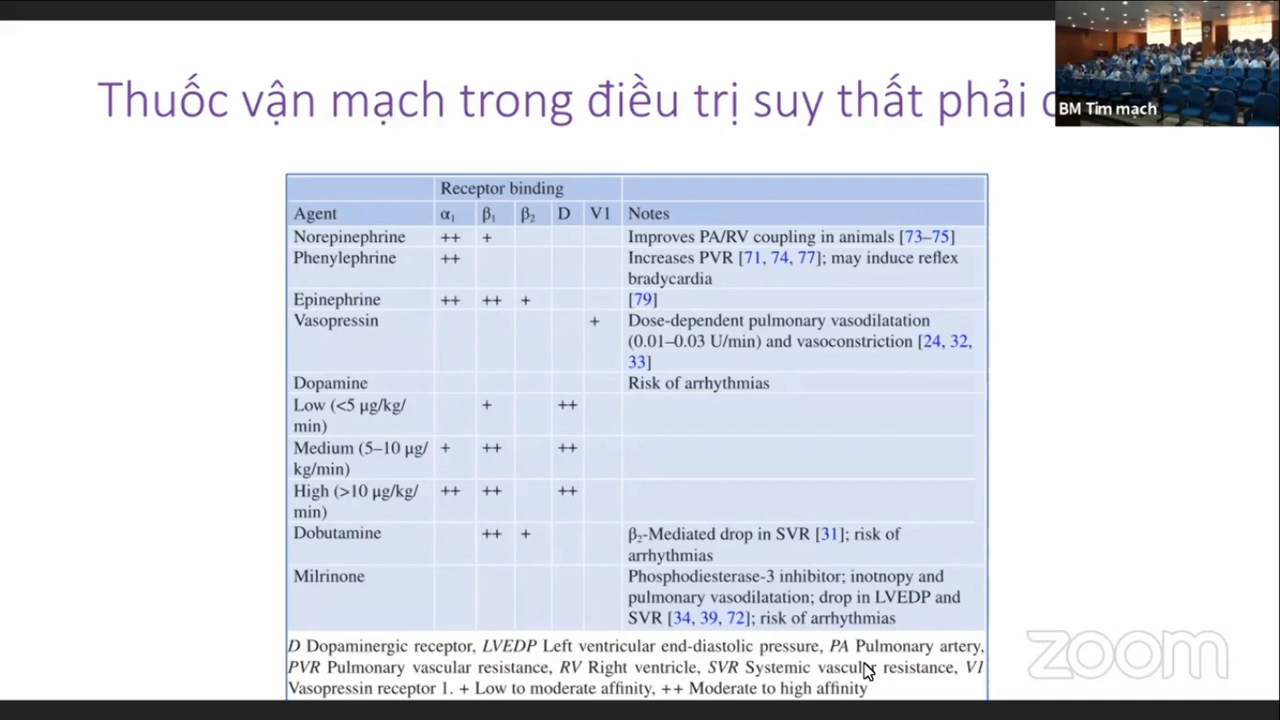 Thuốc vận mạch trong điều trị suy thất phải
BM Tim mạch
Receptor binding
Agent α₁ β₁ β₂ D V1 Notes
Norepinephrine ++ + Improves PA/RV coupling in animals [73–75]
Phenylephrine ++ Increases PVR [71, 74, 77]; may induce reflex
bradycardia
Epinephrine ++ ++ + [79]
Vasopressin + Dose-dependent pulmonary vasodilatation
(0.01–0.03 U/min) and vasoconstriction [24, 32,
33]
Dopamine Risk of arrhythmias
Low (<5 µg/kg/ + ++
min)
Medium (5–10 µg/ + ++ ++
kg/min)
High (>10 µg/kg/ ++ ++ ++
min)
Dobutamine ++ + β₂-Mediated drop in SVR [31]; risk of
arrhythmias
Milrinone Phosphodiesterase-3 inhibitor; inotnopy and
pulmonary vasodilatation; drop in LVEDP and
SVR [34, 39, 72]; risk of arrhythmias
D Dopaminergic receptor, LVEDP Left ventricular end-diastolic pressure, PA Pulmonary artery,
PVR Pulmonary vascular resistance, RV Right ventricle, SVR Systemic vascular resistance, V1
Vasopressin receptor 1. + Low to moderate affinity, ++ Moderate to high affinity
zoom